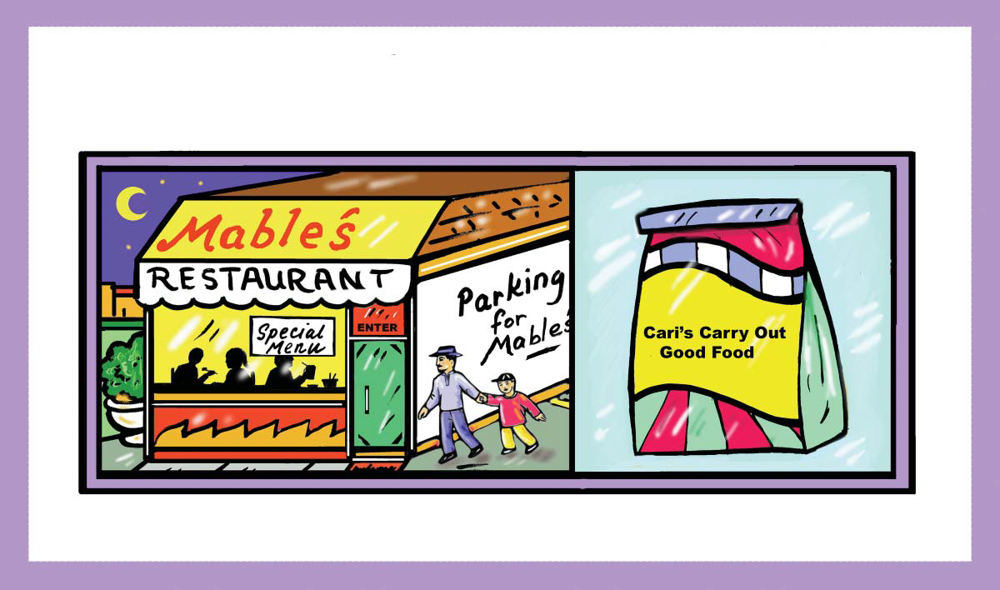 Mable's
RESTAURANT
Special
Menu
ENTER
Parking
for
Mable's
Cari's Carry Out
Good Food